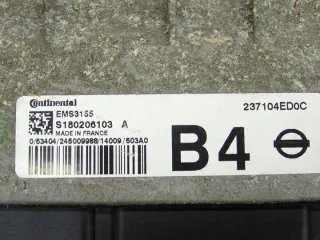 Continental
EMS3155 237104ED0C
S180206103 A
MADE IN FRANCE
0/53404/245009988/14009/503A0
B4